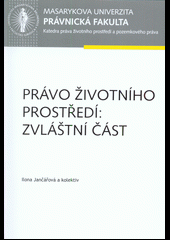 MASARYKOVA UNIVERZITA
PRÁVNICKÁ FAKULTA
Katedra práva životního prostředí a pozemkového práva
PRÁVO ŽIVOTNÍHO
PROSTŘEDÍ:
ZVLÁŠTNÍ ČÁST
Ilona Jančářová a kolektiv